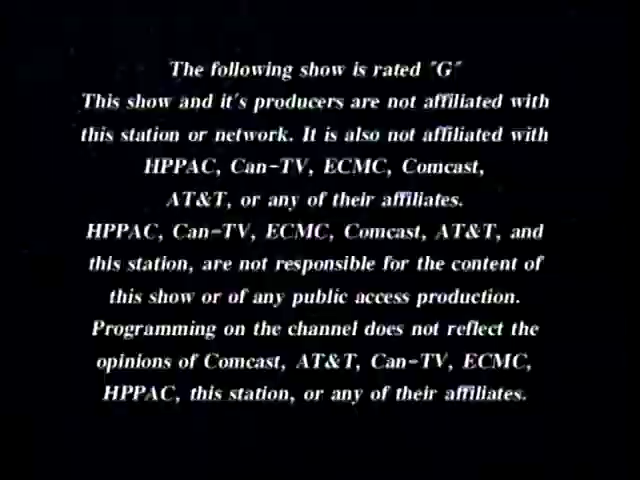 The following show is rated "G"
This show and it's producers are not affiliated with
this station or network. It is also not affiliated with
HPPAC, Can-TV, ECMC, Comcast,
AT&T, or any of their affiliates.
HPPAC, Can-TV, ECMC, Comcast, AT&T, and
this station, are not responsible for the content of
this show or of any public access production.
Programming on the channel does not reflect the
opinions of Comcast, AT&T, Can-TV, ECMC,
HPPAC, this station, or any of their affiliates.